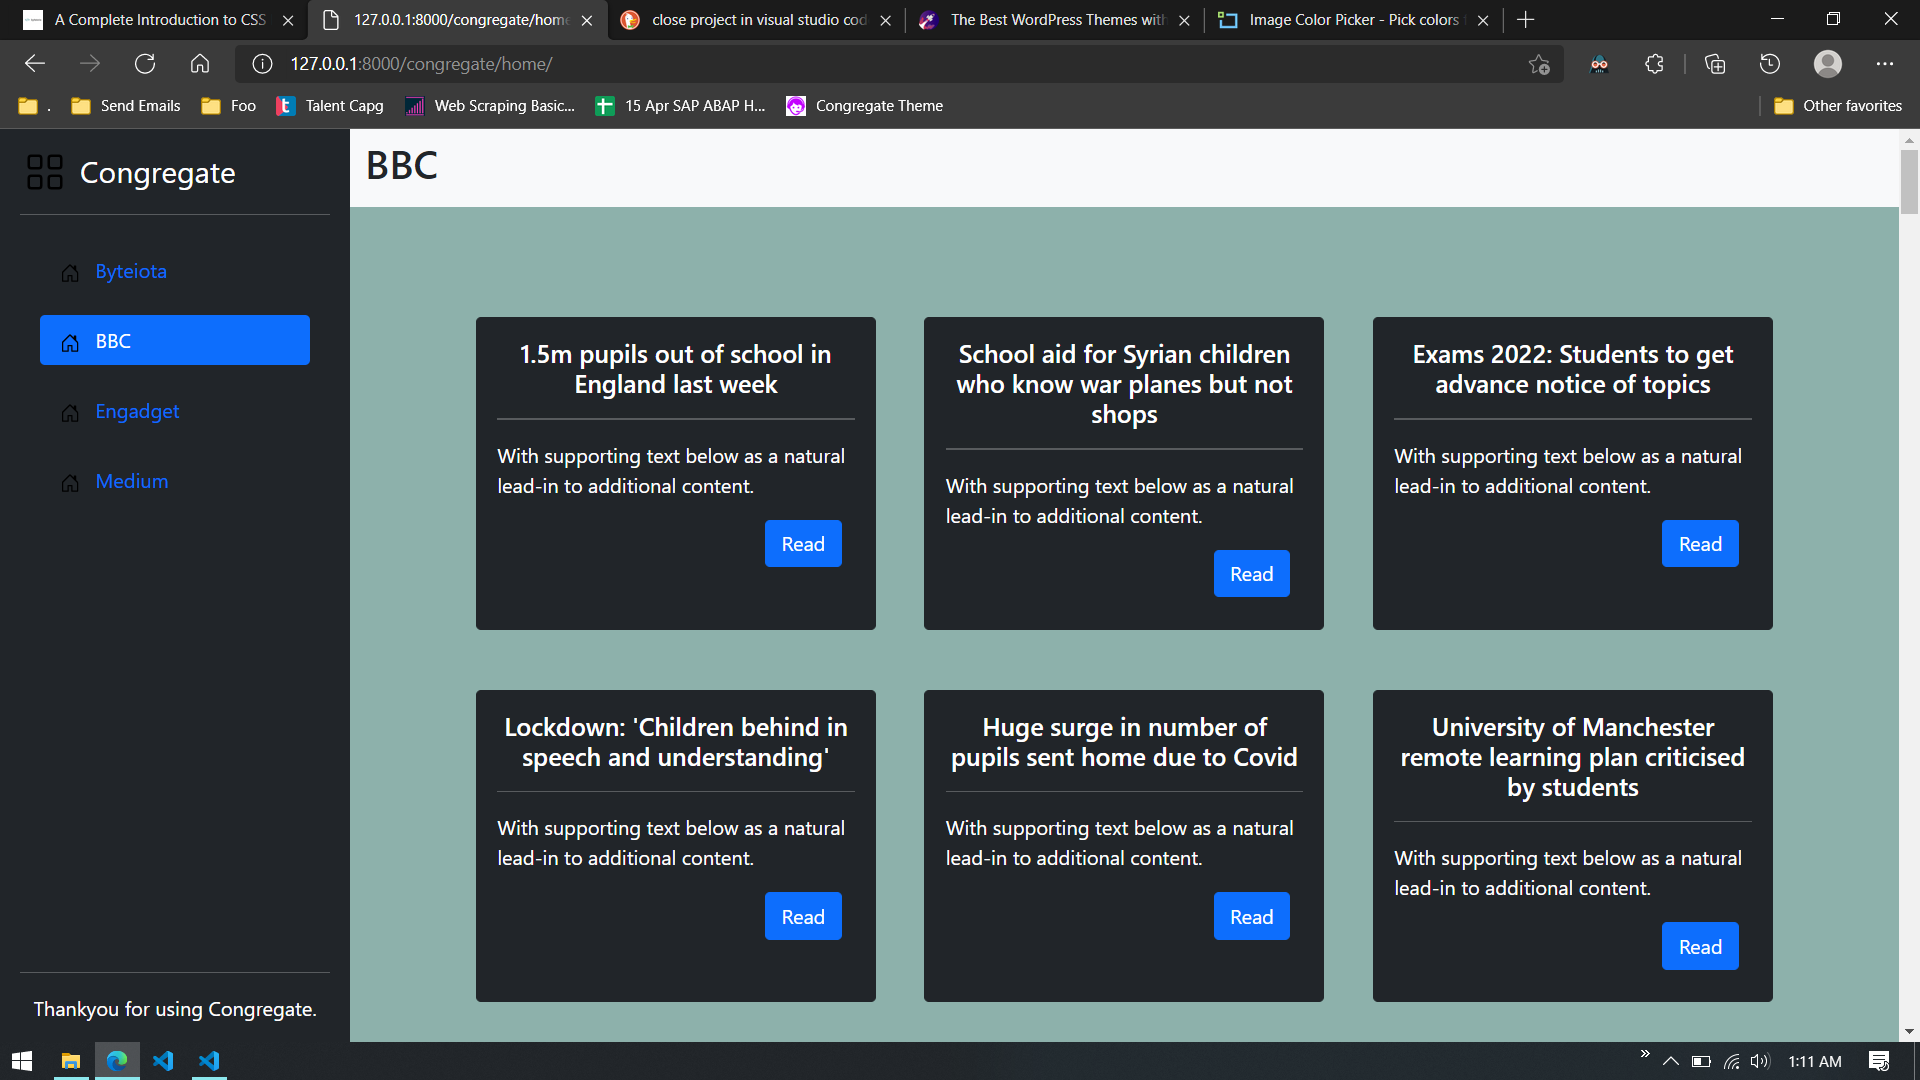 A Complete Introduction to CSS
127.0.0.1:8000/congregate/home
close project in visual studio cod
The Best WordPress Themes with
Image Color Picker - Pick colors
127.0.0.1:8000/congregate/home/
.
Send Emails
Foo
Talent Capg
Web Scraping Basic...
15 Apr SAP ABAP H...
Congregate Theme
Other favorites
Congregate
Byteiota
BBC
Engadget
Medium
Thankyou for using Congregate.
BBC
1.5m pupils out of school in
England last week
With supporting text below as a natural
lead-in to additional content.
Read
School aid for Syrian children
who know war planes but not
shops
With supporting text below as a natural
lead-in to additional content.
Read
Exams 2022: Students to get
advance notice of topics
With supporting text below as a natural
lead-in to additional content.
Read
Lockdown: 'Children behind in
speech and understanding'
With supporting text below as a natural
lead-in to additional content.
Read
Huge surge in number of
pupils sent home due to Covid
With supporting text below as a natural
lead-in to additional content.
Read
University of Manchester
remote learning plan criticised
by students
With supporting text below as a natural
lead-in to additional content.
Read
1:11 AM